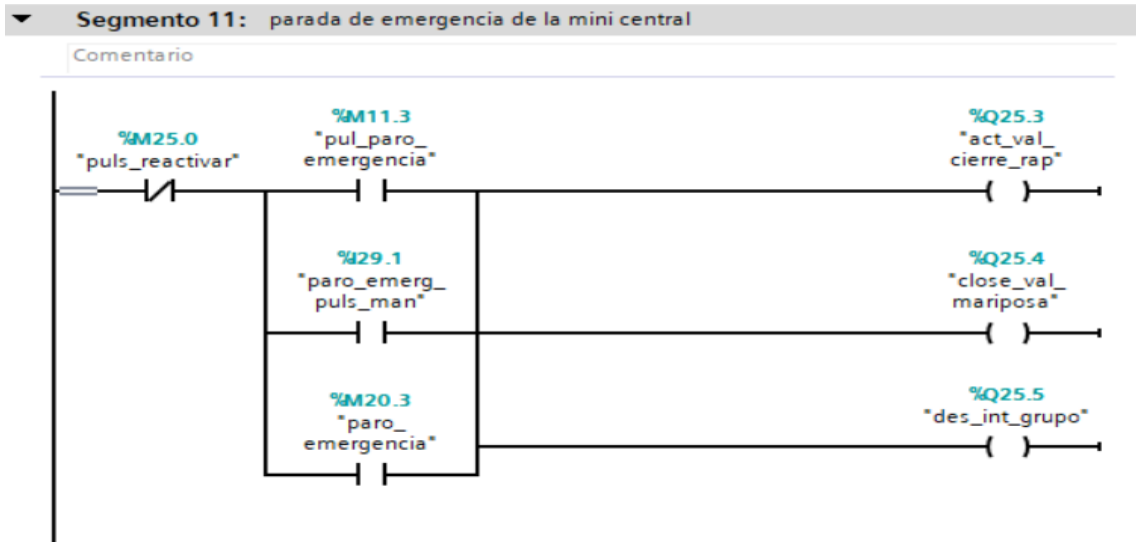 Segmento 11: parada de emergencia de la mini central
Comentario
%M25.0
"puls_reactivar"
%M11.3
"pul_paro_
emergencia"
%Q25.3
"act_val_
cierre_rap"
%I29.1
"paro_emerg_
puls_man"
%Q25.4
"close_val_
mariposa"
%M20.3
"paro_
emergencia"
%Q25.5
"des_int_grupo"